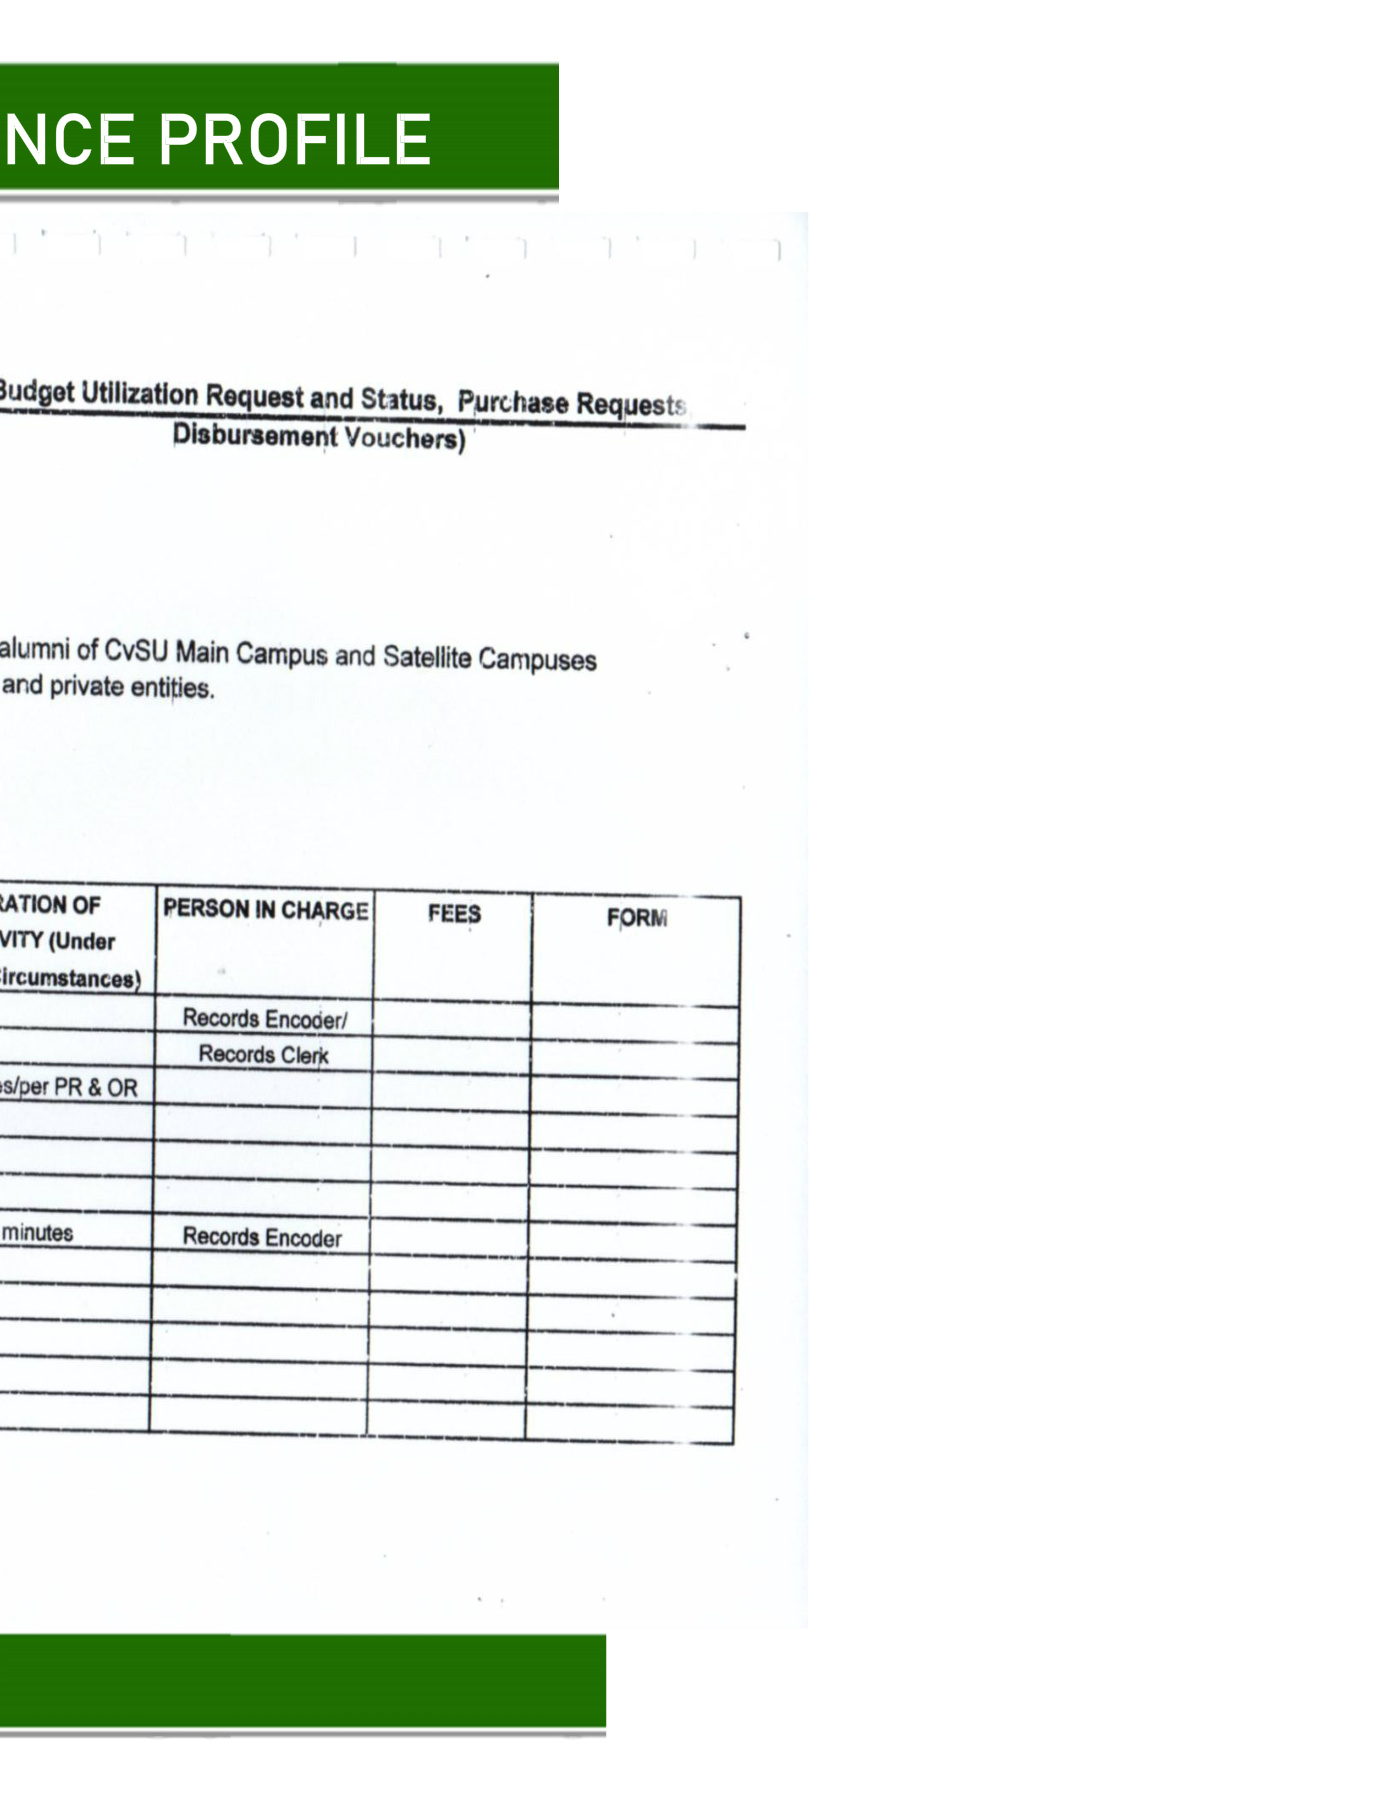 NCE PROFILE
Budget Utilization Request and Status, Purchase Requests
Disbursement Vouchers)
alumni of CvSU Main Campus and Satellite Campuses
and private entities.
RATION OF PERSON IN CHARGE FEES FORM
VITY (Under
Circumstances)
Records Encoder/
Records Clerk
es/per PR & OR
minutes Records Encoder